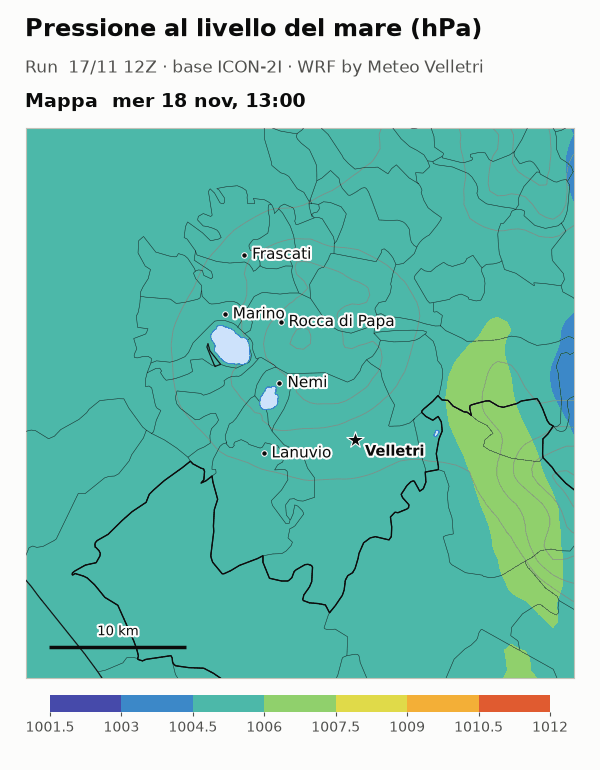 Pressione al livello del mare (hPa)
Run  17/11 12Z · base ICON-2I · WRF by Meteo Velletri
Mappa  mer 18 nov, 13:00
Frascati
Marino
Rocca di Papa
Nemi
Velletri
Lanuvio
10 km
1001.5 1003 1004.5 1006 1007.5 1009 1010.5 1012